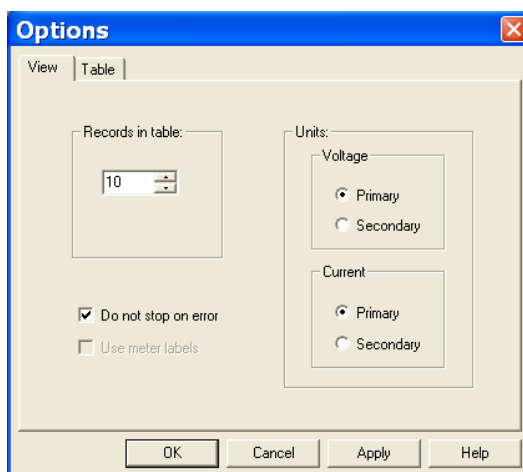 Options
View
Table
Records in table:
10
Do not stop on error
Use meter labels
Units:
Voltage
Primary
Secondary
Current
Primary
Secondary
OK
Cancel
Apply
Help